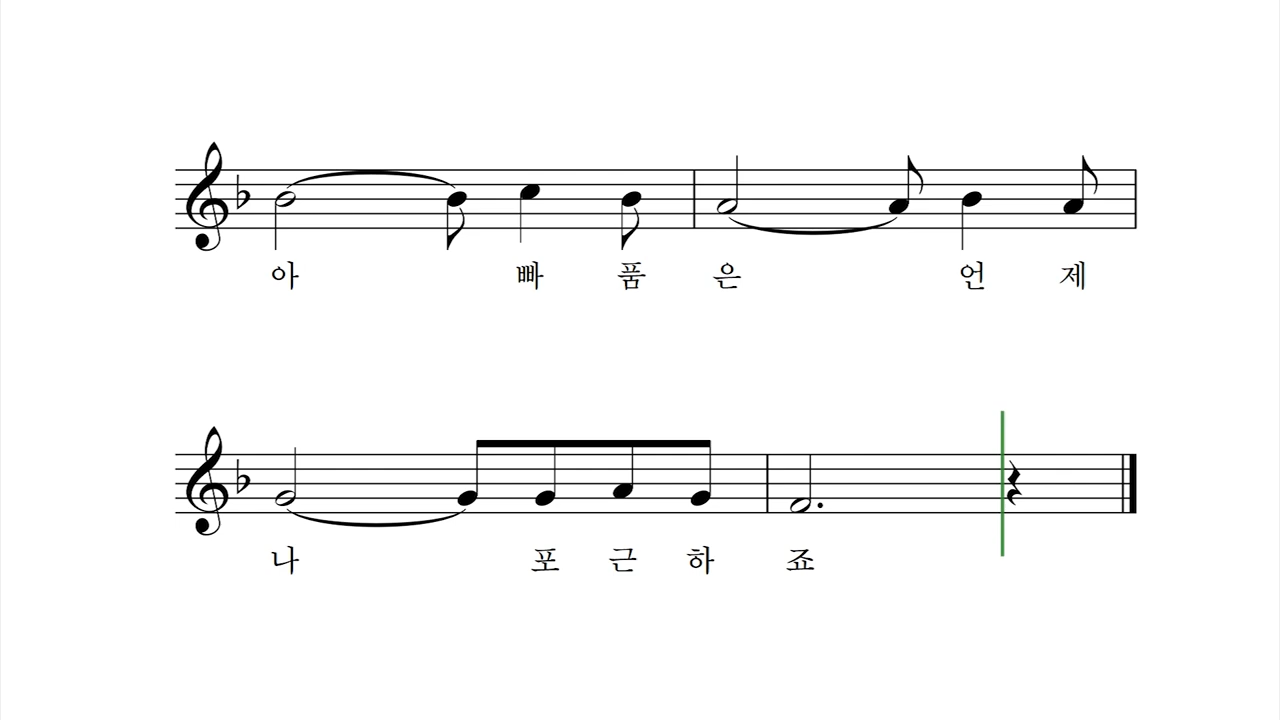 아 빠 품 은 언 제
나 포 근 하 죠